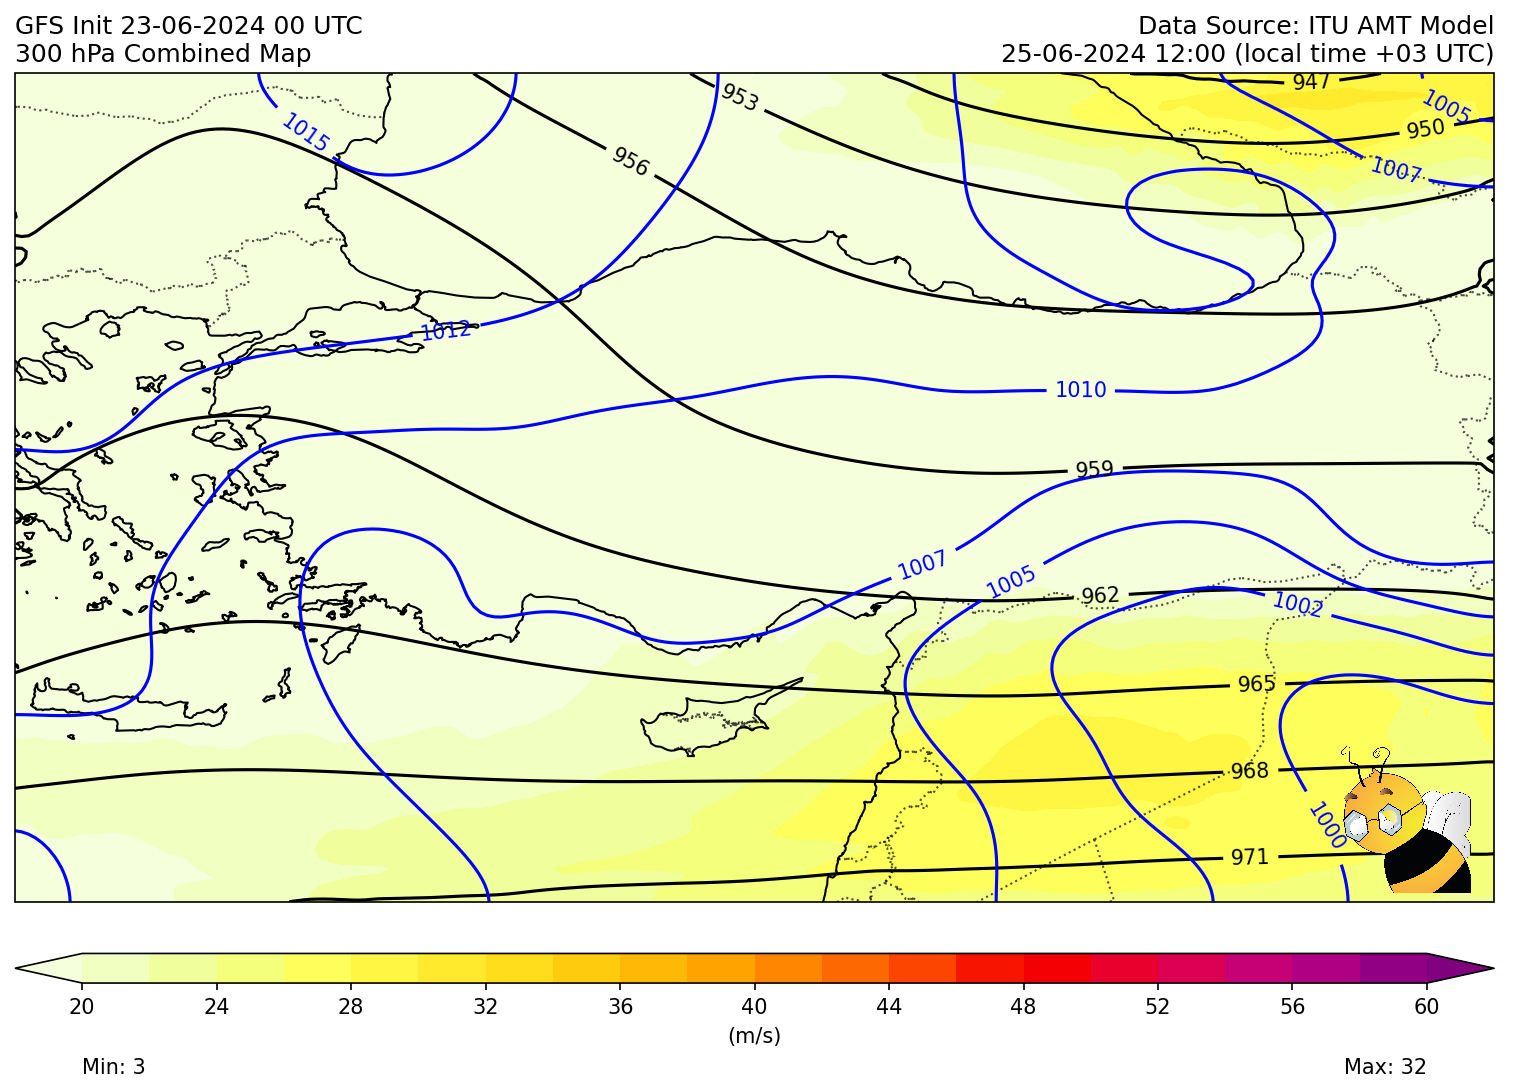 GFS Init 23-06-2024 00 UTC
Data Source: ITU AMT Model
300 hPa Combined Map
25-06-2024 12:00 (local time +03 UTC)
947
953
1005
950
1015
956
1007
1012
1010
959
1007
1005
962
1002
965
968
1000
971
20 24 28 32 36 40 44 48 52 56 60
(m/s)
Min: 3
Max: 32